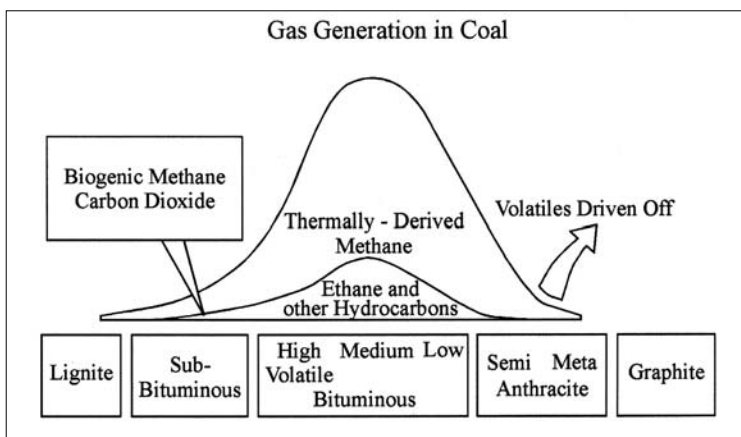 Gas Generation in Coal
Biogenic Methane
Carbon Dioxide
Thermally - Derived
Methane
Volatiles Driven Off
Ethane and
other Hydrocarbons
Lignite
Sub-
Bituminous
High Medium Low
Volatile
Bituminous
Semi Meta
Anthracite
Graphite